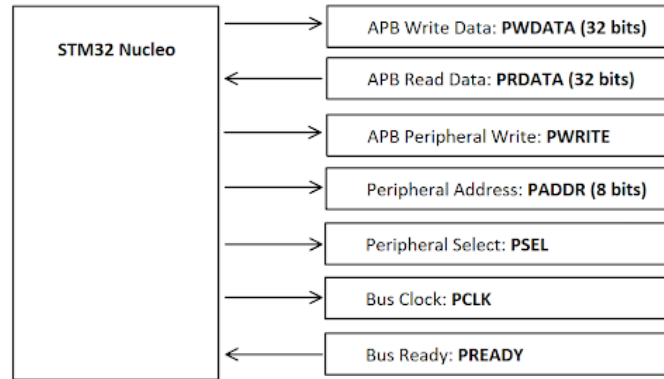 STM32 Nucleo
APB Write Data: PWDATA (32 bits)
APB Read Data: PRDATA (32 bits)
APB Peripheral Write: PWRITE
Peripheral Address: PADDR (8 bits)
Peripheral Select: PSEL
Bus Clock: PCLK
Bus Ready: PREADY